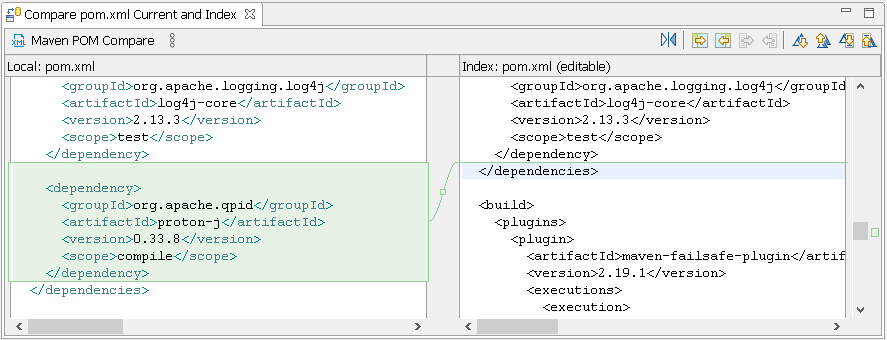 Compare pom.xml Current and Index
Maven POM Compare
Local: pom.xml
<groupId>org.apache.logging.log4j</groupId>
<artifactId>log4j-core</artifactId>
<version>2.13.3</version>
<scope>test</scope>
</dependency>
<dependency>
<groupId>org.apache.qpid</groupId>
<artifactId>proton-j</artifactId>
<version>0.33.8</version>
<scope>compile</scope>
</dependency>
</dependencies>
Index: pom.xml (editable)
<groupId>org.apache.logging.log4j</groupId
<artifactId>log4j-core</artifactId>
<version>2.13.3</version>
<scope>test</scope>
</dependency>
</dependencies>
<build>
<plugins>
<plugin>
<artifactId>maven-failsafe-plugin</artif
<version>2.19.1</version>
<executions>
<execution>